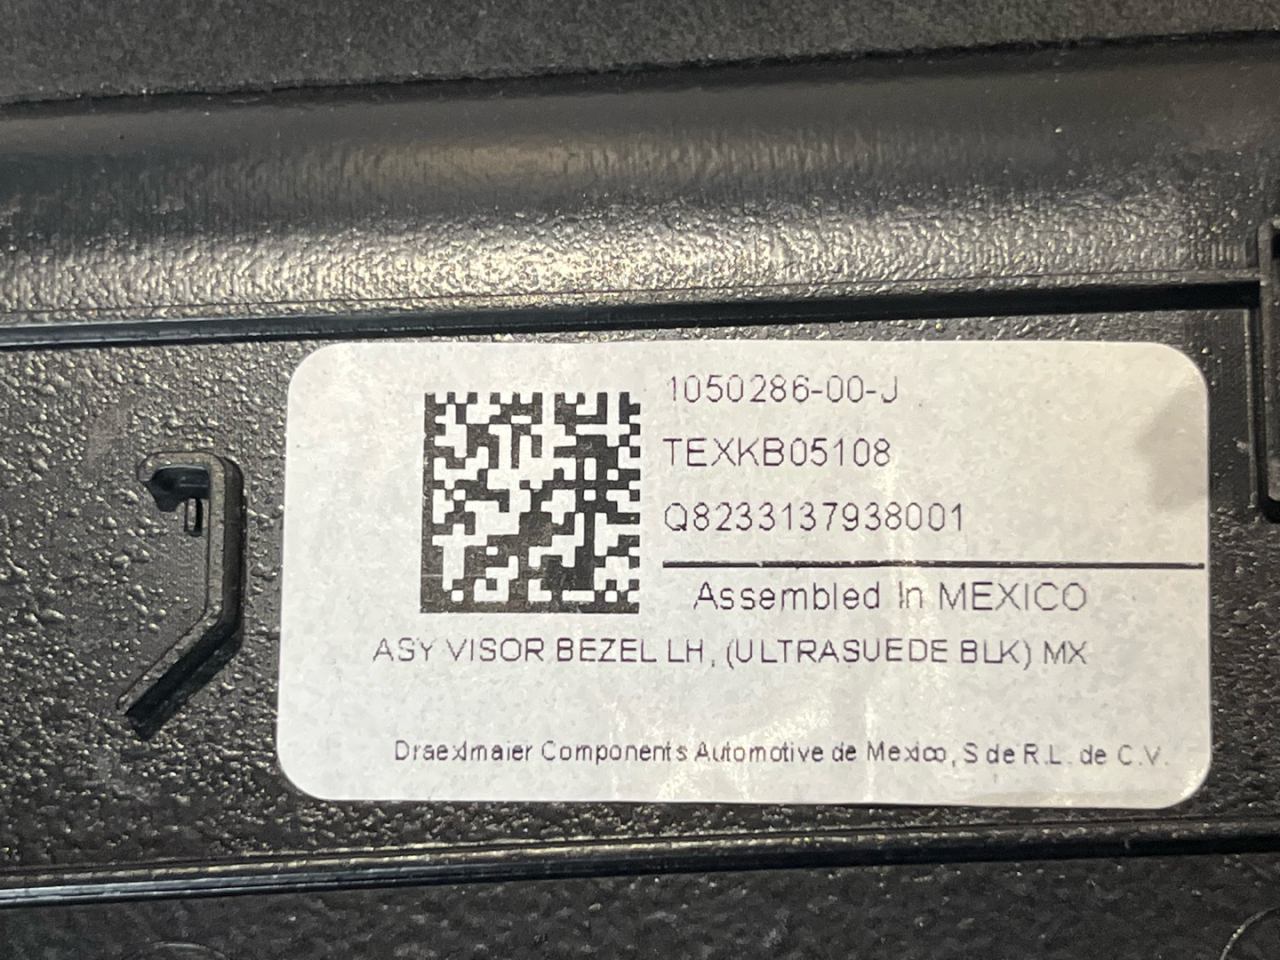 1050286-00-J
TEXKB05108
Q8233137938001
Assembled In MEXICO
ASY VISOR BEZEL LH, (ULTRASUEDE BLK) MX
Draexlmaier Components Automotive de Mexico, S de R.L. de C.V.